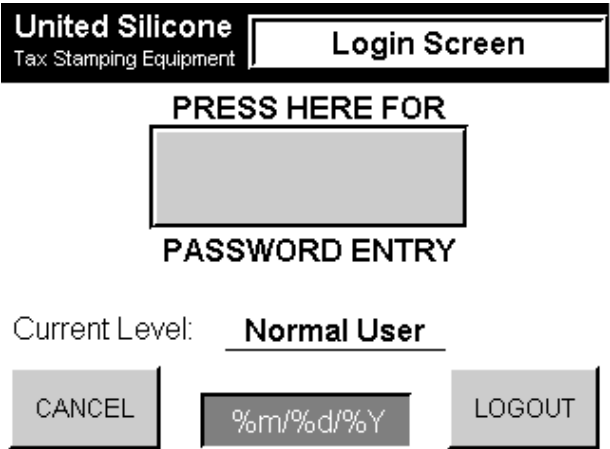 United Silicone
Tax Stamping Equipment
Login Screen
PRESS HERE FOR
PASSWORD ENTRY
Current Level: Normal User
CANCEL
%m/%d/%Y
LOGOUT